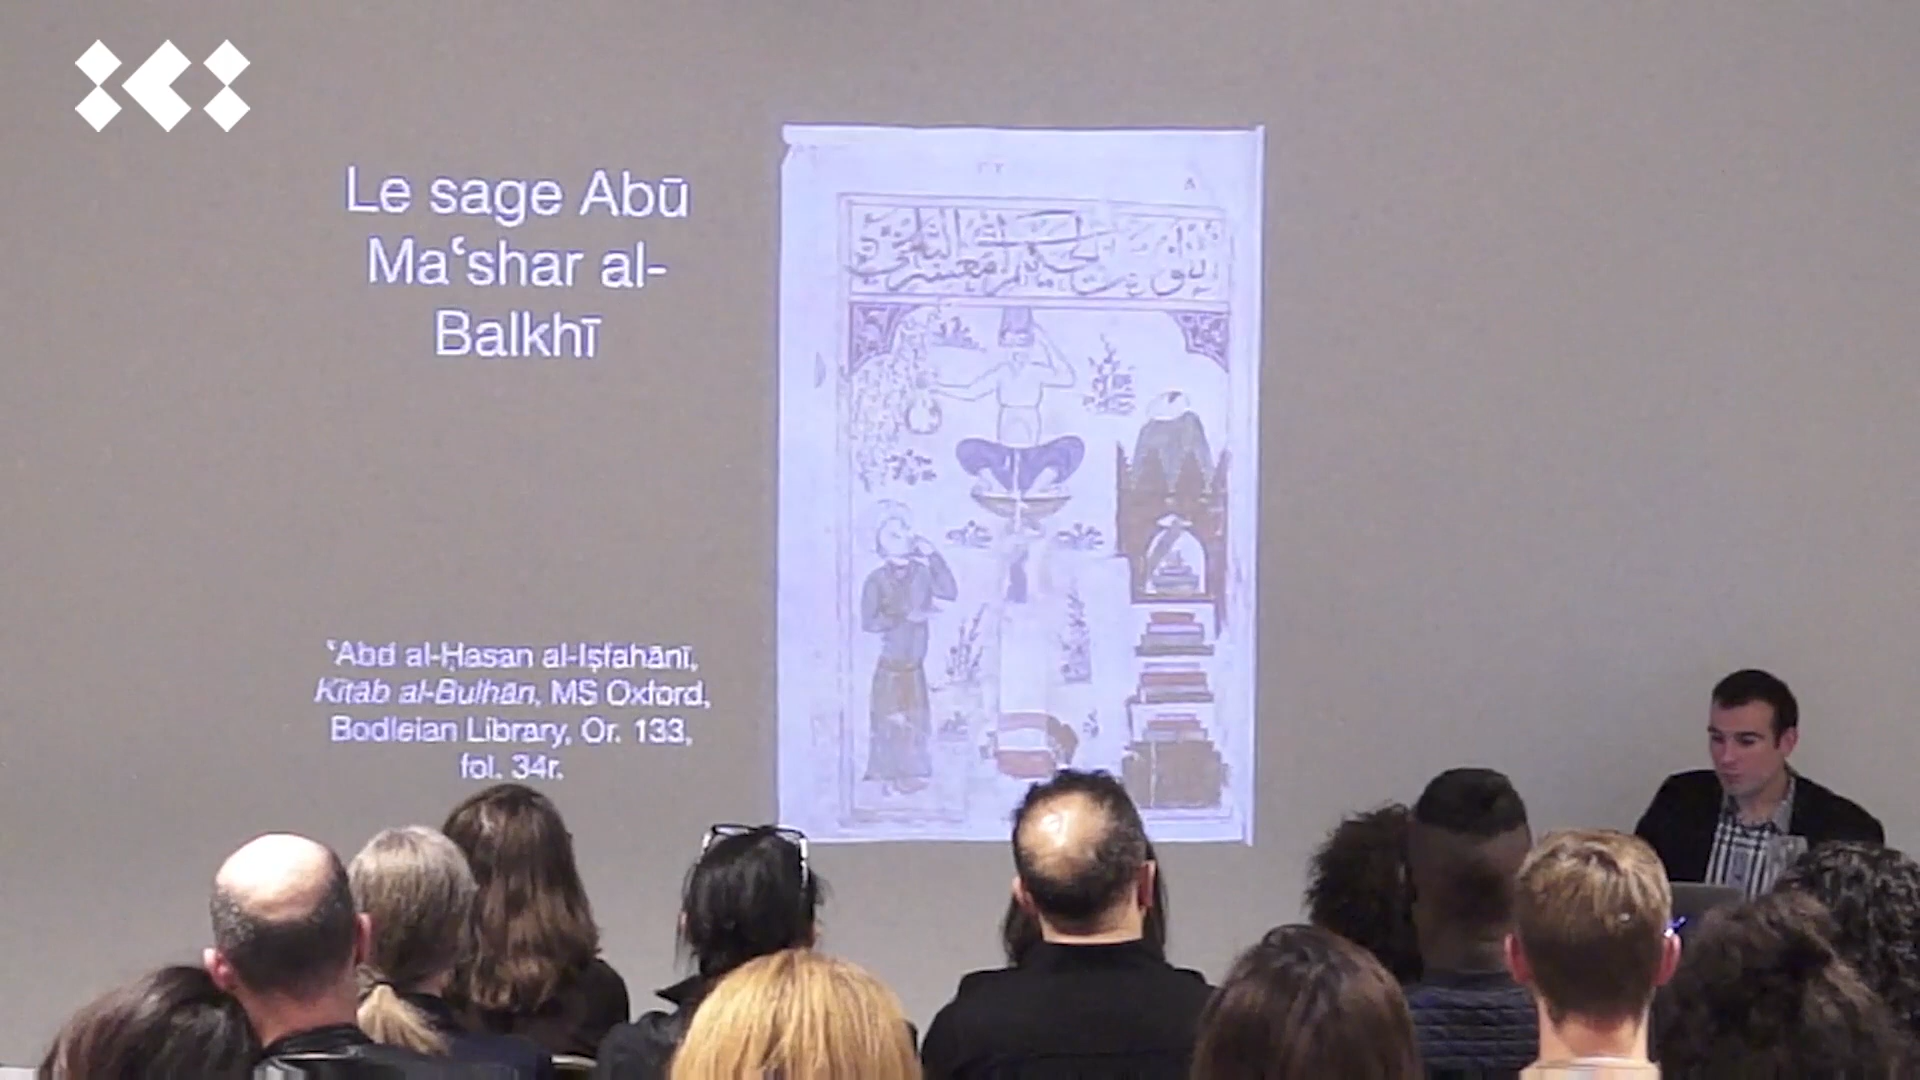 Le sage Abū
Maʿshar al-
Balkhī
ʿAbd al-Ḥasan al-Iṣfahānī,
Kitāb al-Bulhān, MS Oxford,
Bodleian Library, Or. 133,
fol. 34r.